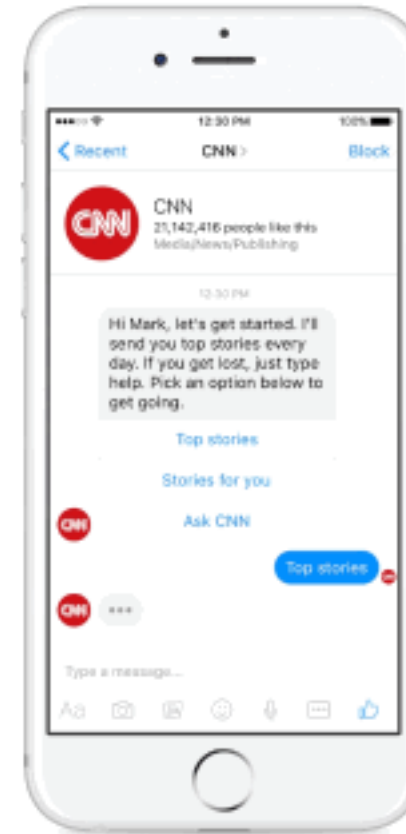 12:30 PM 100%
Recent CNN Block
CNN
CNN
21,142,416 people like this
Media/News/Publishing
12:30 PM
Hi Mark, let's get started. I'll
send you top stories every
day. If you get lost, just type
help. Pick an option below to
get going.
Top stories
Stories for you
CNN
Ask CNN
Top stories
CNN
Type a message...
Aa